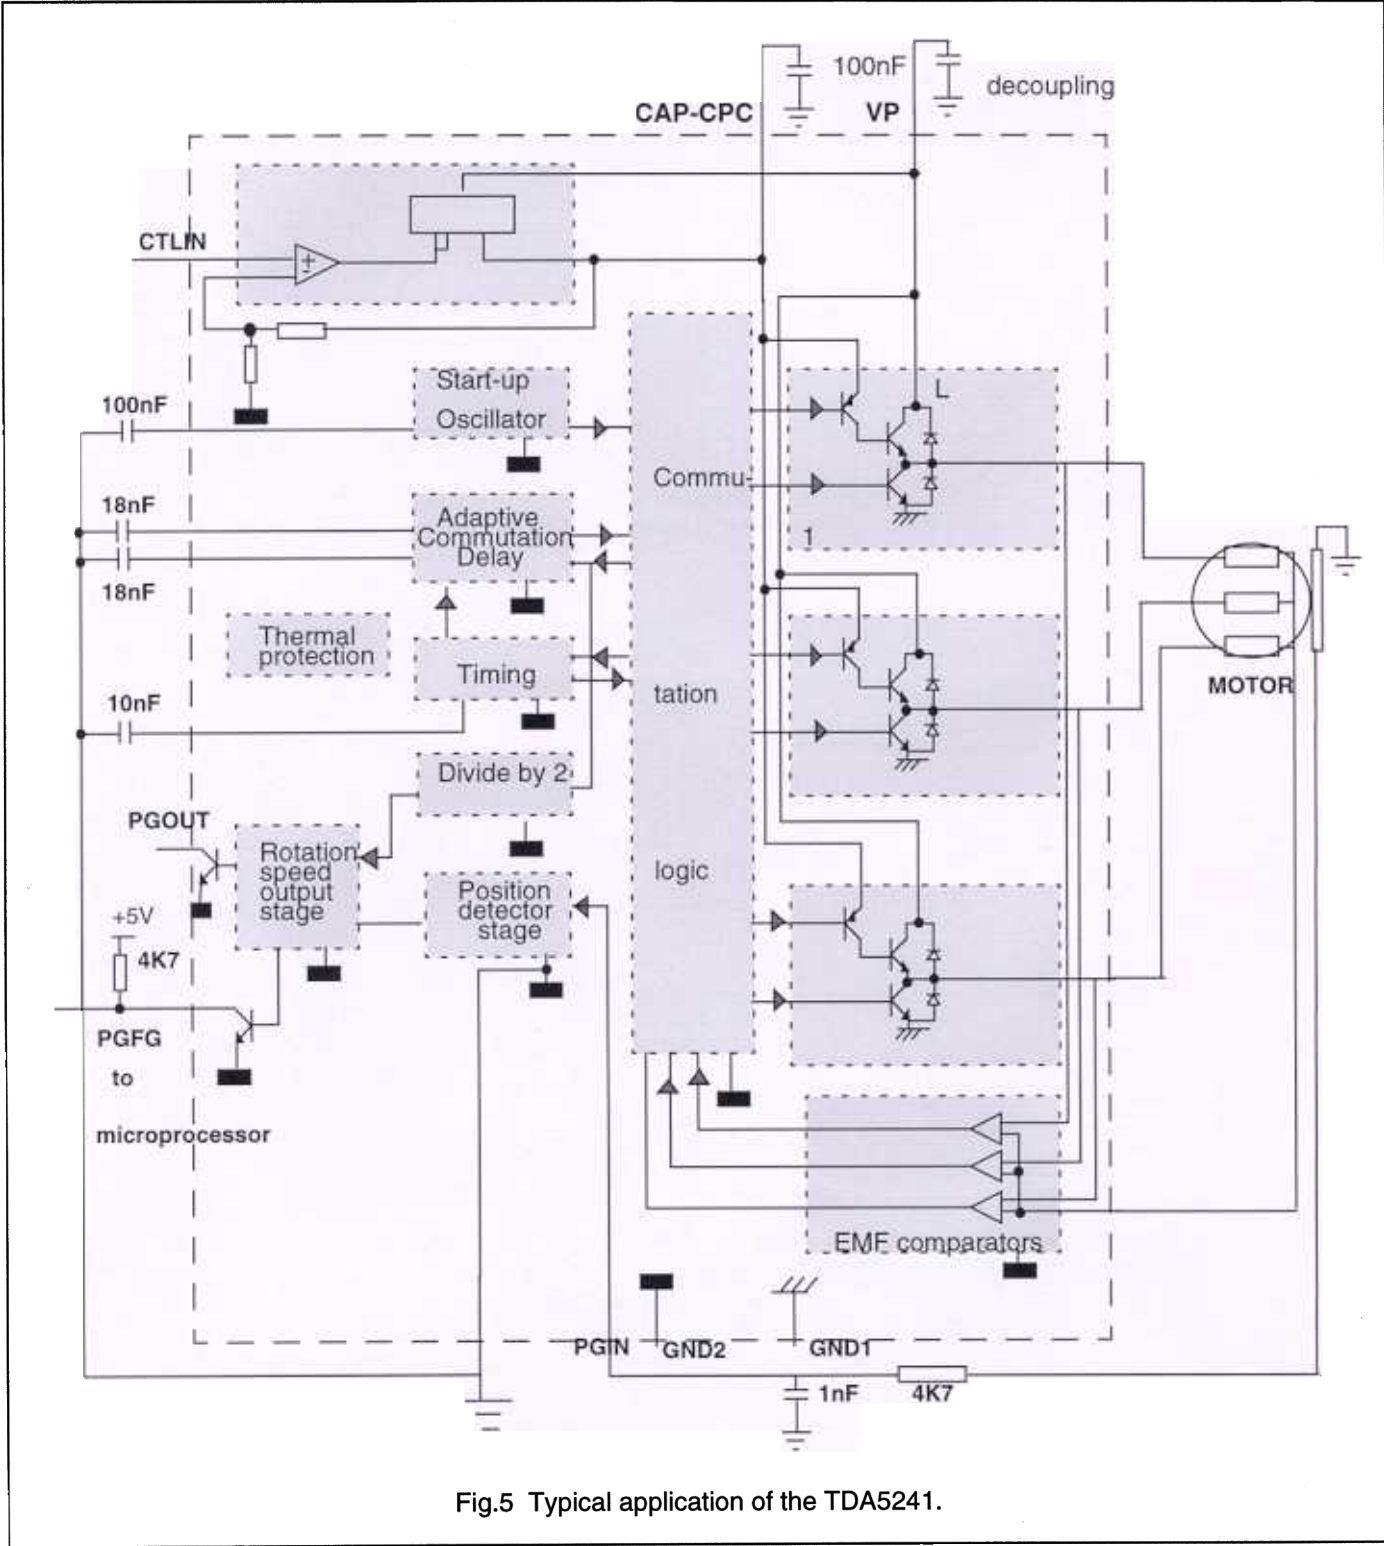 100nF
decoupling
CAP-CPC
VP
CTLIN
+
-
Start-up
Oscillator
100nF
L
Commu-
18nF
Adaptive
Commutation
Delay
1
18nF
Thermal
protection
Timing
tation
MOTOR
10nF
Divide by 2
PGOUT
Rotation
speed
output
stage
logic
Position
detector
stage
+5V
4K7
PGFG
to
microprocessor
EMF comparators
PGIN
GND2
GND1
1nF
4K7
Fig.5 Typical application of the TDA5241.